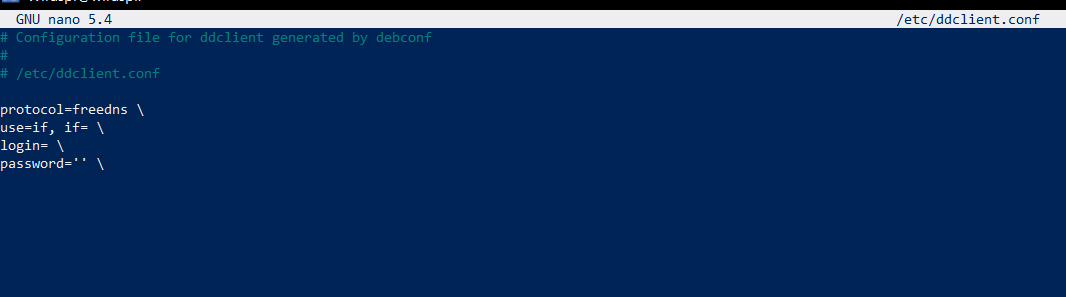 GNU nano 5.4 /etc/ddclient.conf
# Configuration file for ddclient generated by debconf
#
# /etc/ddclient.conf
protocol=freedns \
use=if, if= \
login= \
password='' \